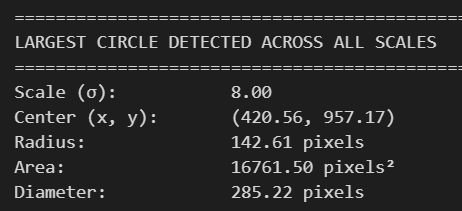 ============================================
LARGEST CIRCLE DETECTED ACROSS ALL SCALES
============================================
Scale (σ): 8.00
Center (x, y): (420.56, 957.17)
Radius: 142.61 pixels
Area: 16761.50 pixels²
Diameter: 285.22 pixels